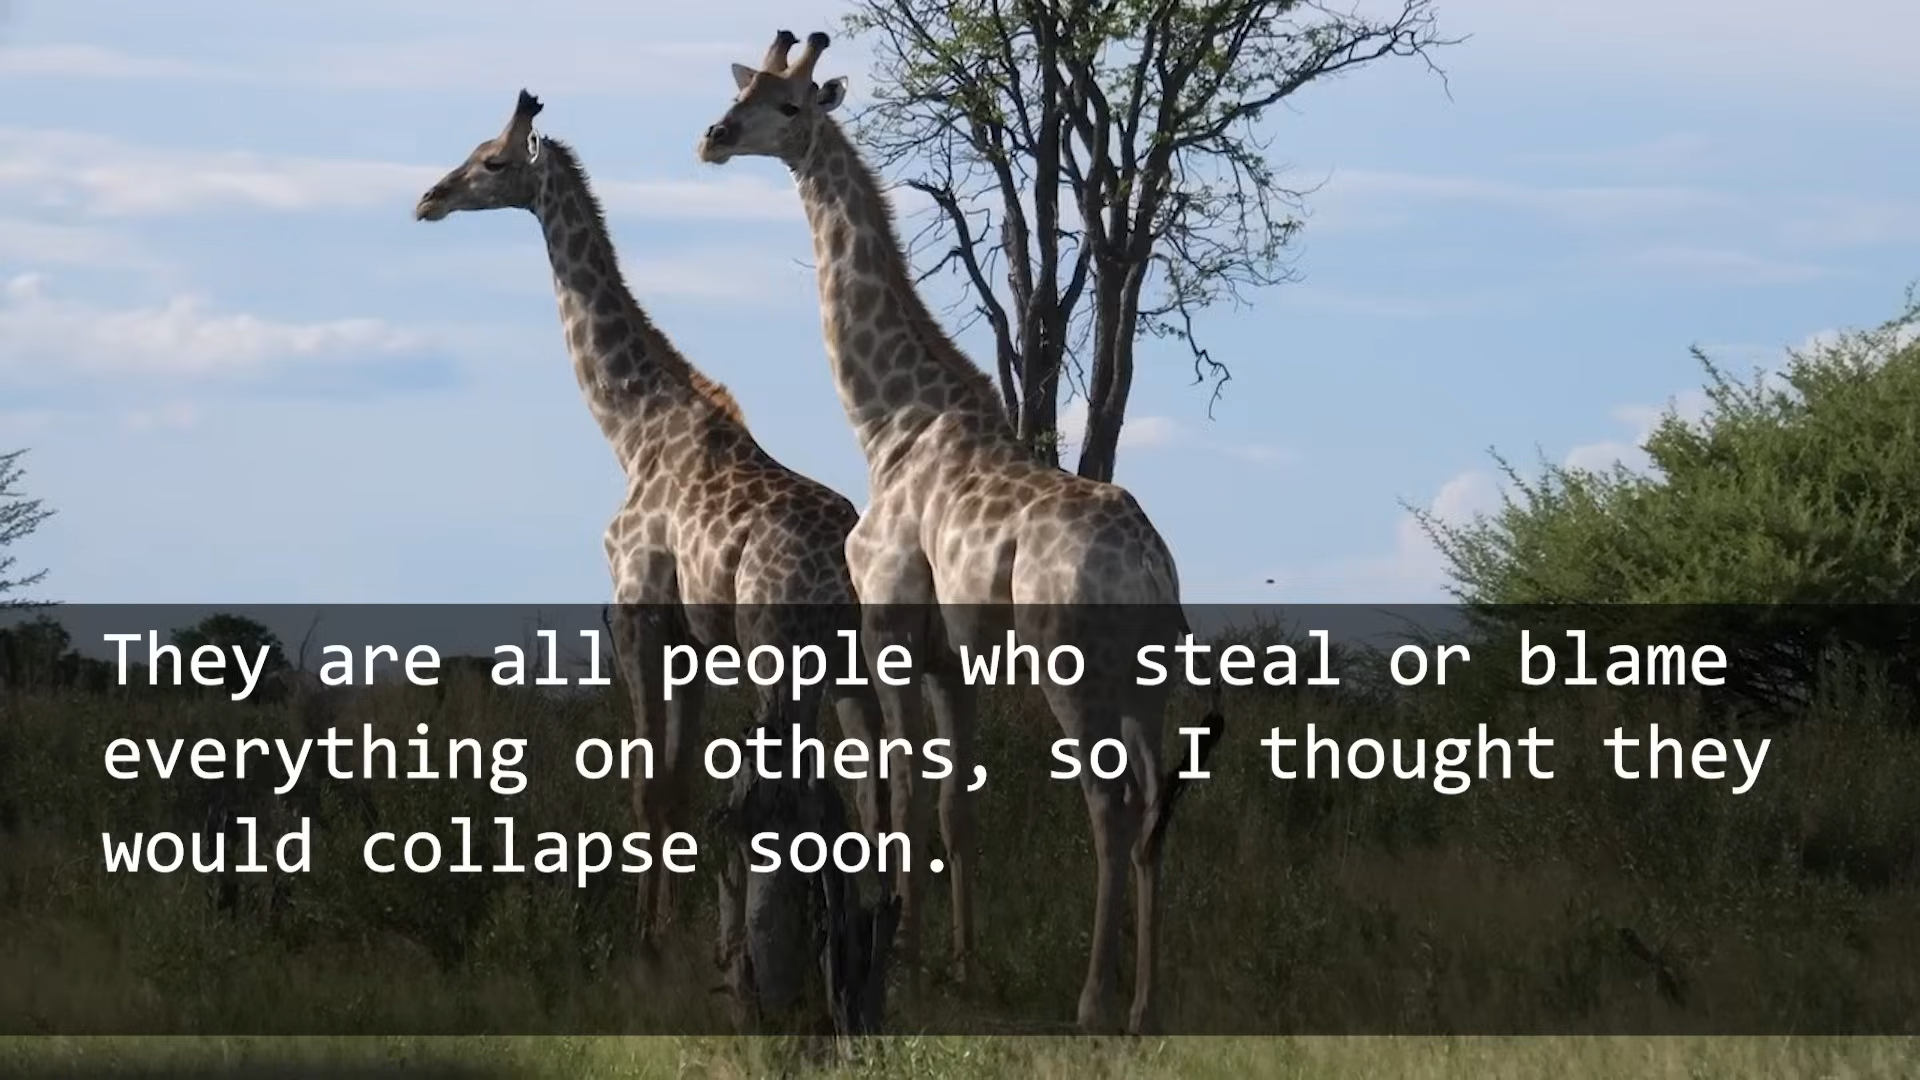 They are all people who steal or blame
everything on others, so I thought they
would collapse soon.